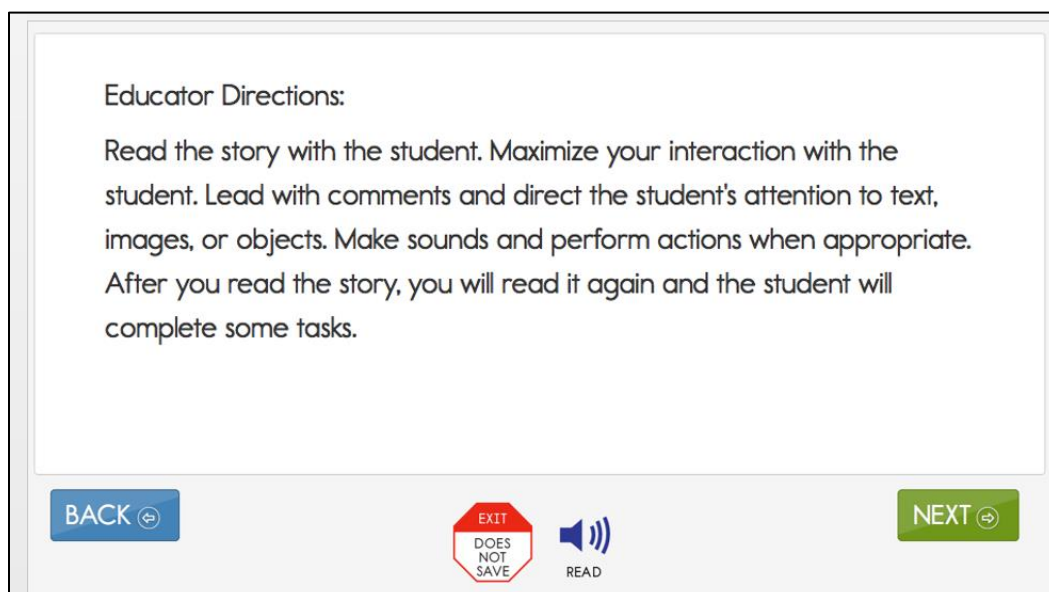 Educator Directions:
Read the story with the student. Maximize your interaction with the
student. Lead with comments and direct the student's attention to text,
images, or objects. Make sounds and perform actions when appropriate.
After you read the story, you will read it again and the student will
complete some tasks.
BACK
EXIT
DOES
NOT
SAVE
READ
NEXT